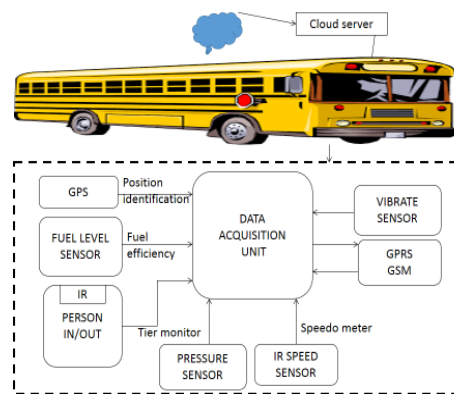 Cloud server
GPS
Position
identification
FUEL LEVEL
SENSOR
Fuel
efficiency
IR
PERSON
IN/OUT
Tier monitor
DATA
ACQUISITION
UNIT
VIBRATE
SENSOR
GPRS
GSM
Speedo meter
PRESSURE
SENSOR
IR SPEED
SENSOR